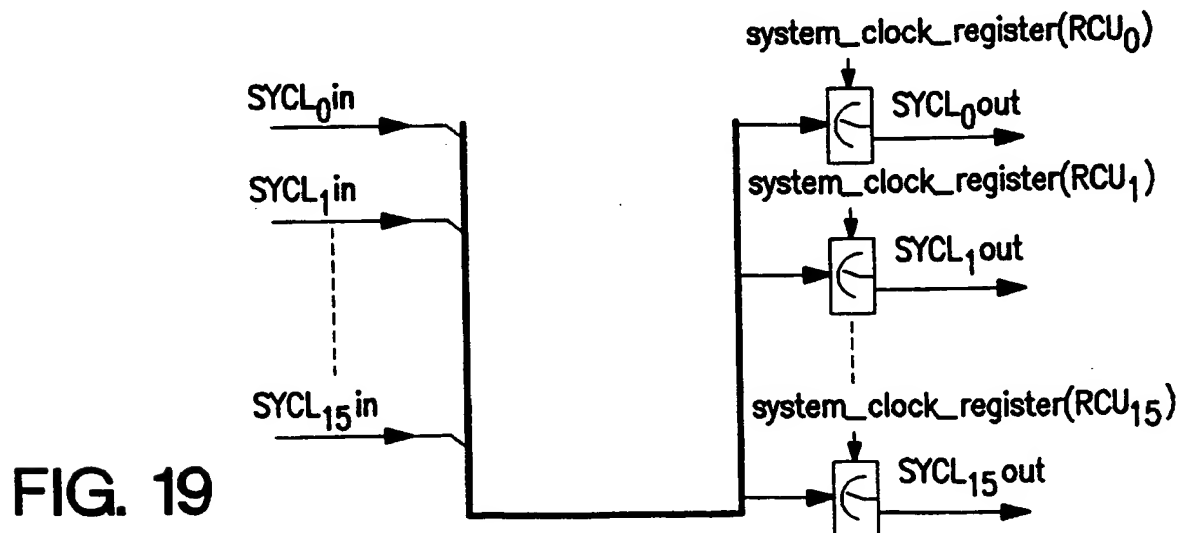 system_clock_register(RCU₀)
SYCL₀in
SYCL₀out
system_clock_register(RCU₁)
SYCL₁in
SYCL₁out
system_clock_register(RCU₁₅)
SYCL₁₅in
SYCL₁₅out
FIG. 19